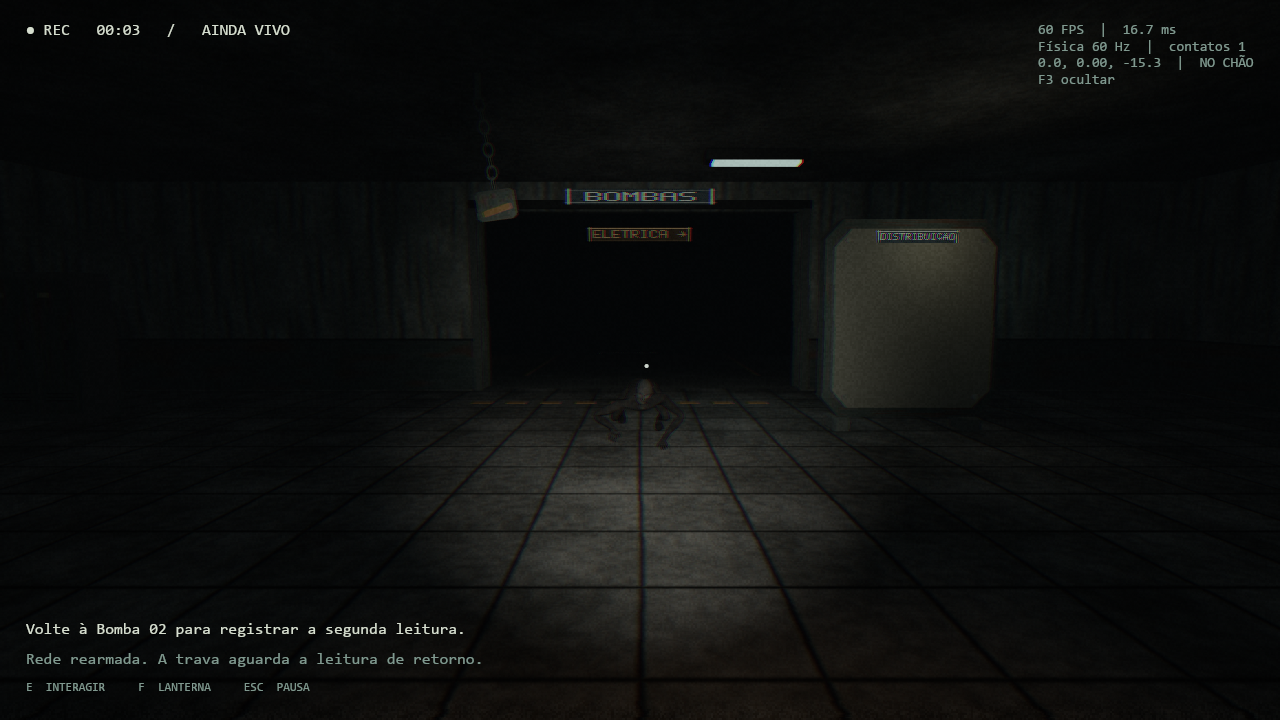 ● REC 00:03 / AINDA VIVO
60 FPS | 16.7 ms
Física 60 Hz | contatos 1
0.0, 0.00, -15.3 | NO CHÃO
F3 ocultar
BOMBAS
ELETRICA →
DISTRIBUICAO
Volte à Bomba 02 para registrar a segunda leitura.
Rede rearmada. A trava aguarda a leitura de retorno.
E INTERAGIR F LANTERNA ESC PAUSA